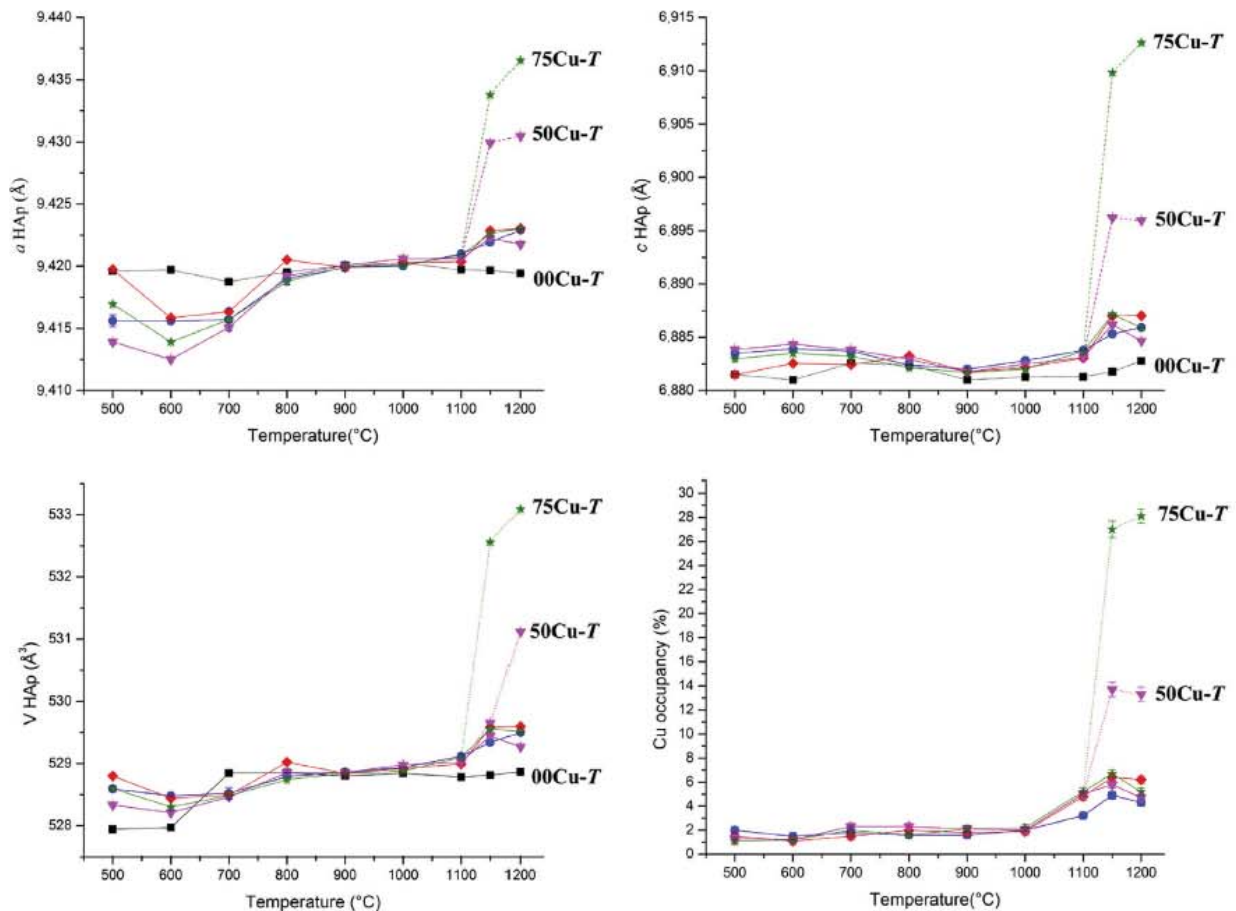 9.440
9.435
9.430
9.425
9.420
9.415
9.410
a HAp (Å)
75Cu-T
50Cu-T
00Cu-T
500 600 700 800 900 1000 1100 1200
Temperature(°C)
6,915
6,910
6,905
6,900
6,895
6,890
6,885
6,880
c HAp (Å)
75Cu-T
50Cu-T
00Cu-T
500 600 700 800 900 1000 1100 1200
Temperature(°C)
533
532
531
530
529
528
V HAp (Å³)
75Cu-T
50Cu-T
00Cu-T
500 600 700 800 900 1000 1100 1200
Temperature (°C)
30
28
26
24
22
20
18
16
14
12
10
8
6
4
2
0
Cu occupancy (%)
75Cu-T
50Cu-T
500 600 700 800 900 1000 1100 1200
Temperature(°C)